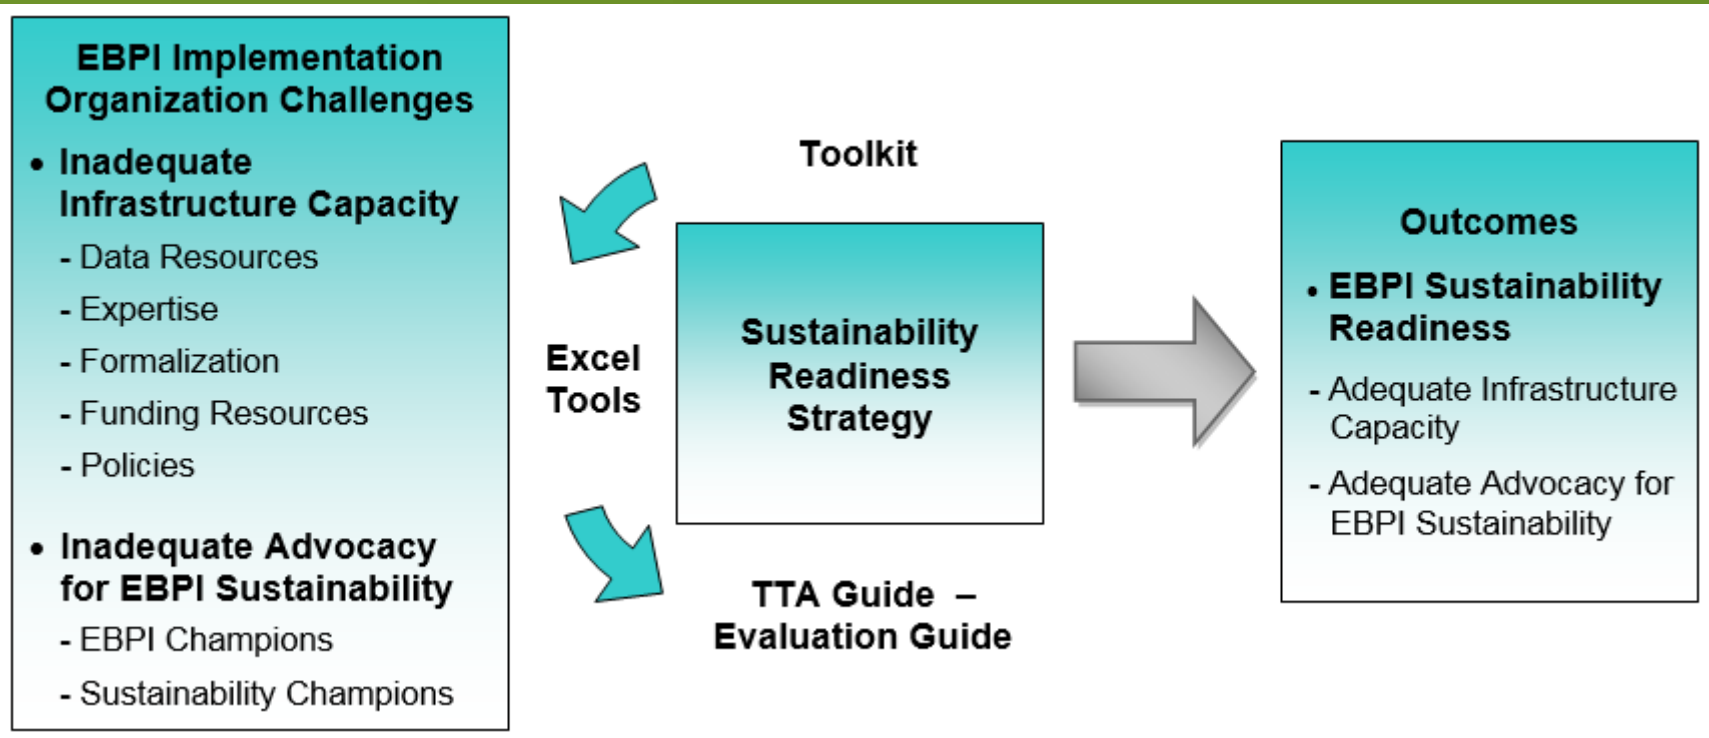 EBPI Implementation
Organization Challenges
• Inadequate
Infrastructure Capacity
- Data Resources
- Expertise
- Formalization
- Funding Resources
- Policies
• Inadequate Advocacy
for EBPI Sustainability
- EBPI Champions
- Sustainability Champions
Toolkit
Excel
Tools
Sustainability
Readiness
Strategy
TTA Guide –
Evaluation Guide
Outcomes
• EBPI Sustainability
Readiness
- Adequate Infrastructure
Capacity
- Adequate Advocacy for
EBPI Sustainability